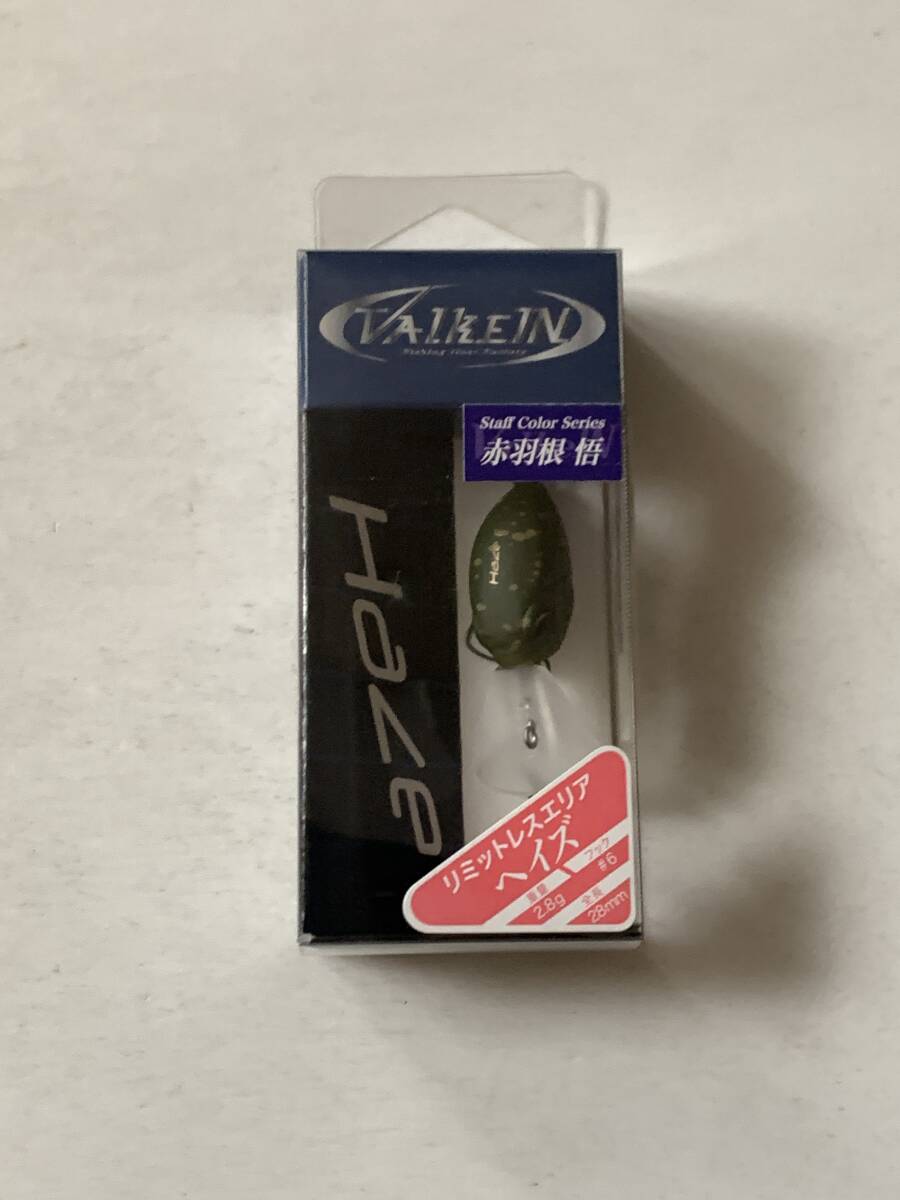 VALKEIN
Fishing Gear Factory
Staff Color Series
赤羽根 悟
Haze
Haze
リミットレスエリア
ヘイズ
重量
2.8g
フック
#6
全長
28mm